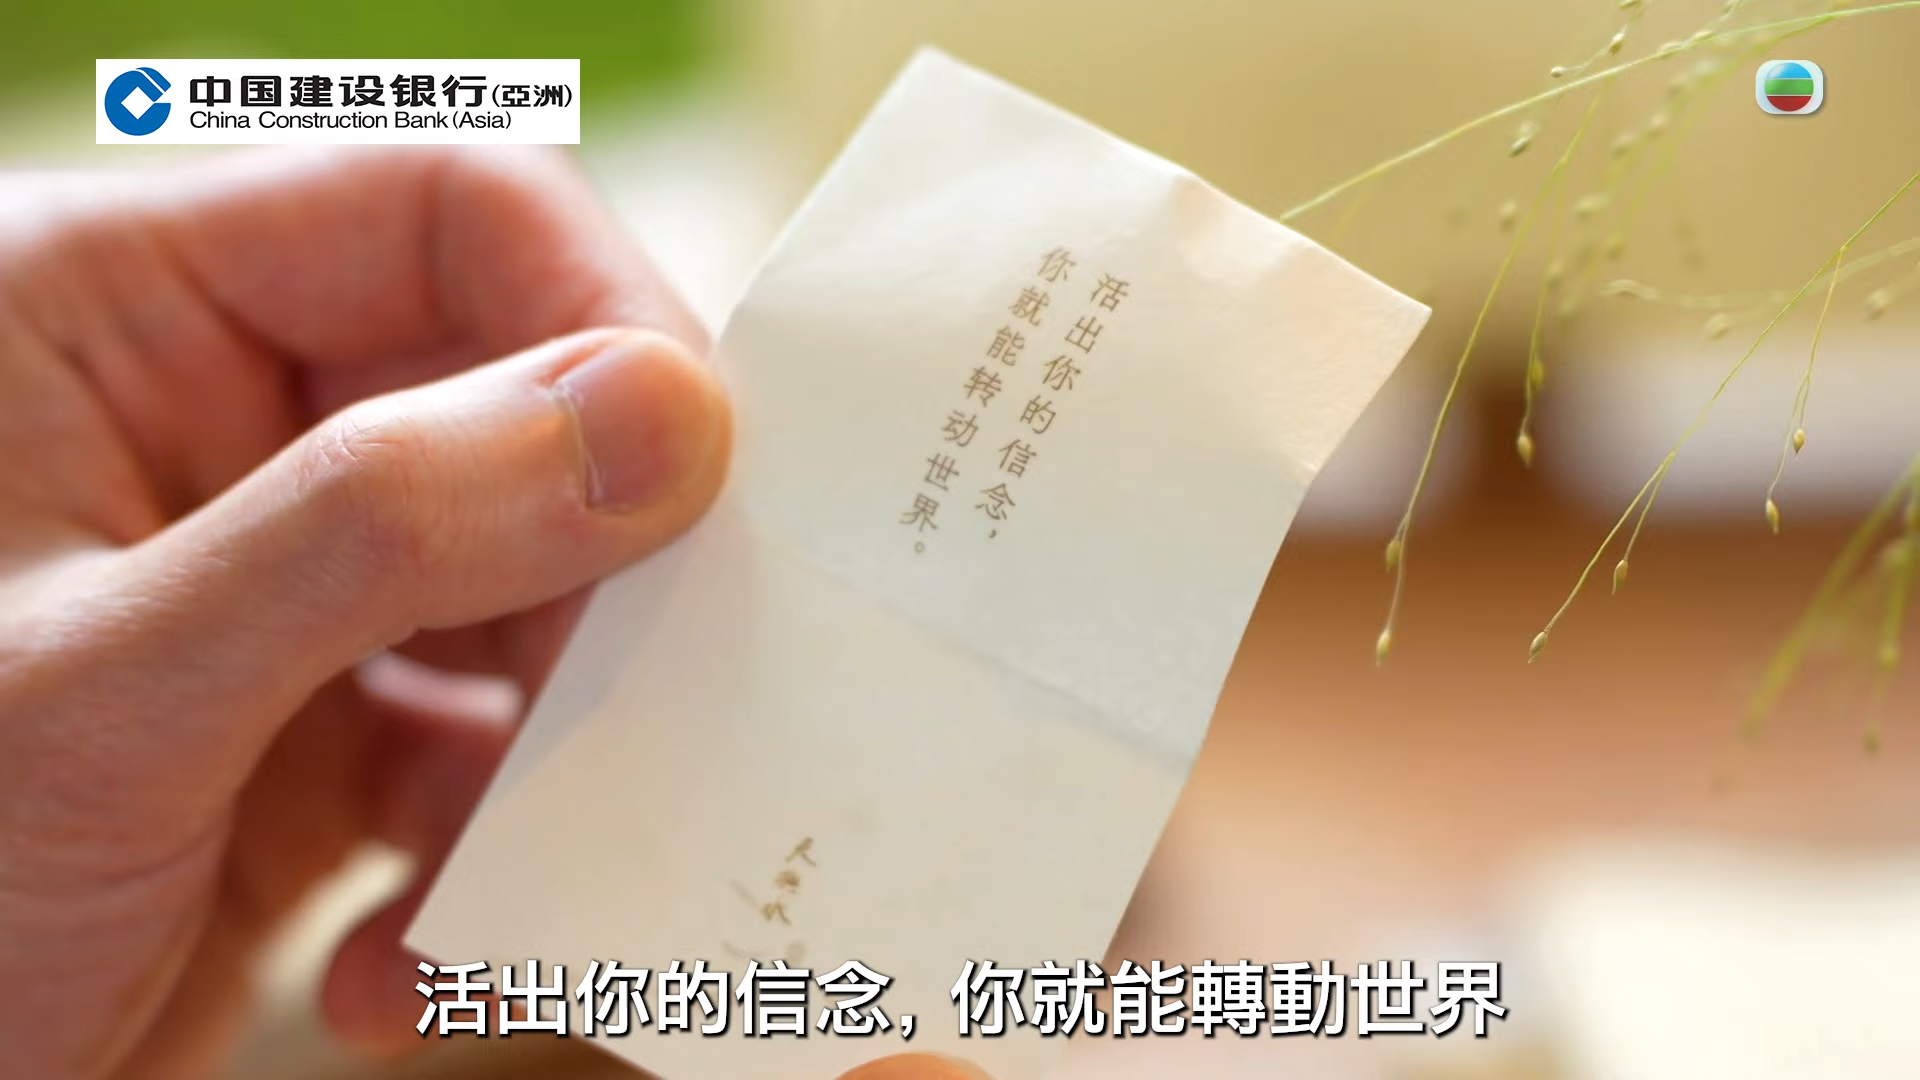 中国建设银行(亞洲)
China Construction Bank (Asia)
活出你的信念，
你就能转动世界。
活出你的信念, 你就能轉動世界